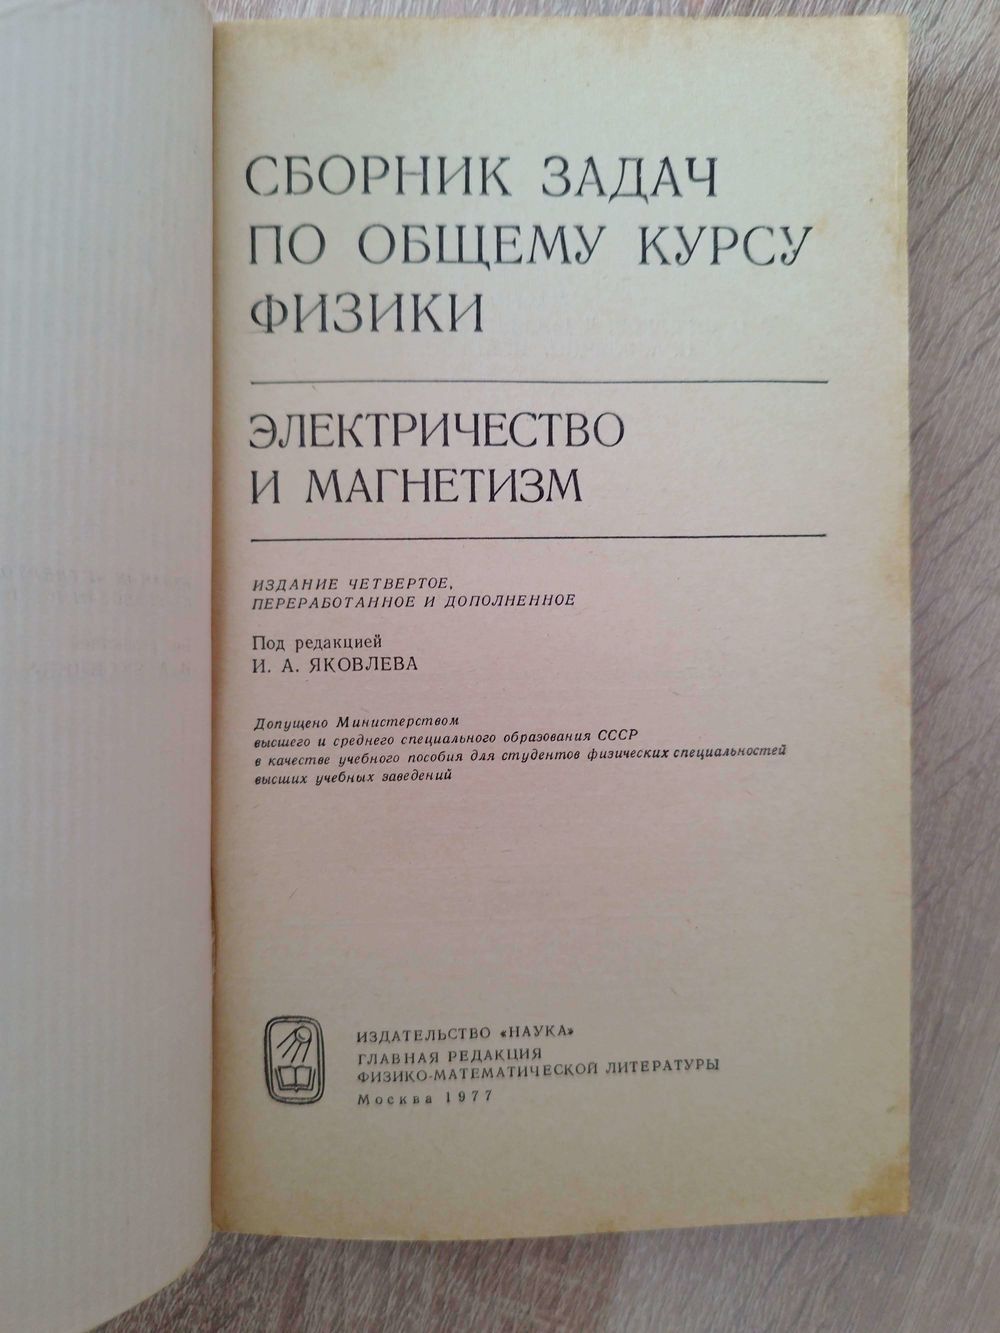 СБОРНИК ЗАДАЧ
ПО ОБЩЕМУ КУРСУ
ФИЗИКИ
ЭЛЕКТРИЧЕСТВО
И МАГНЕТИЗМ
ИЗДАНИЕ ЧЕТВЕРТОЕ,
ПЕРЕРАБОТАННОЕ И ДОПОЛНЕННОЕ
Под редакцией
И. А. ЯКОВЛЕВА
Допущено Министерством
высшего и среднего специального образования СССР
в качестве учебного пособия для студентов физических специальностей
высших учебных заведений
ИЗДАТЕЛЬСТВО «НАУКА»
ГЛАВНАЯ РЕДАКЦИЯ
ФИЗИКО-МАТЕМАТИЧЕСКОЙ ЛИТЕРАТУРЫ
Москва 1977